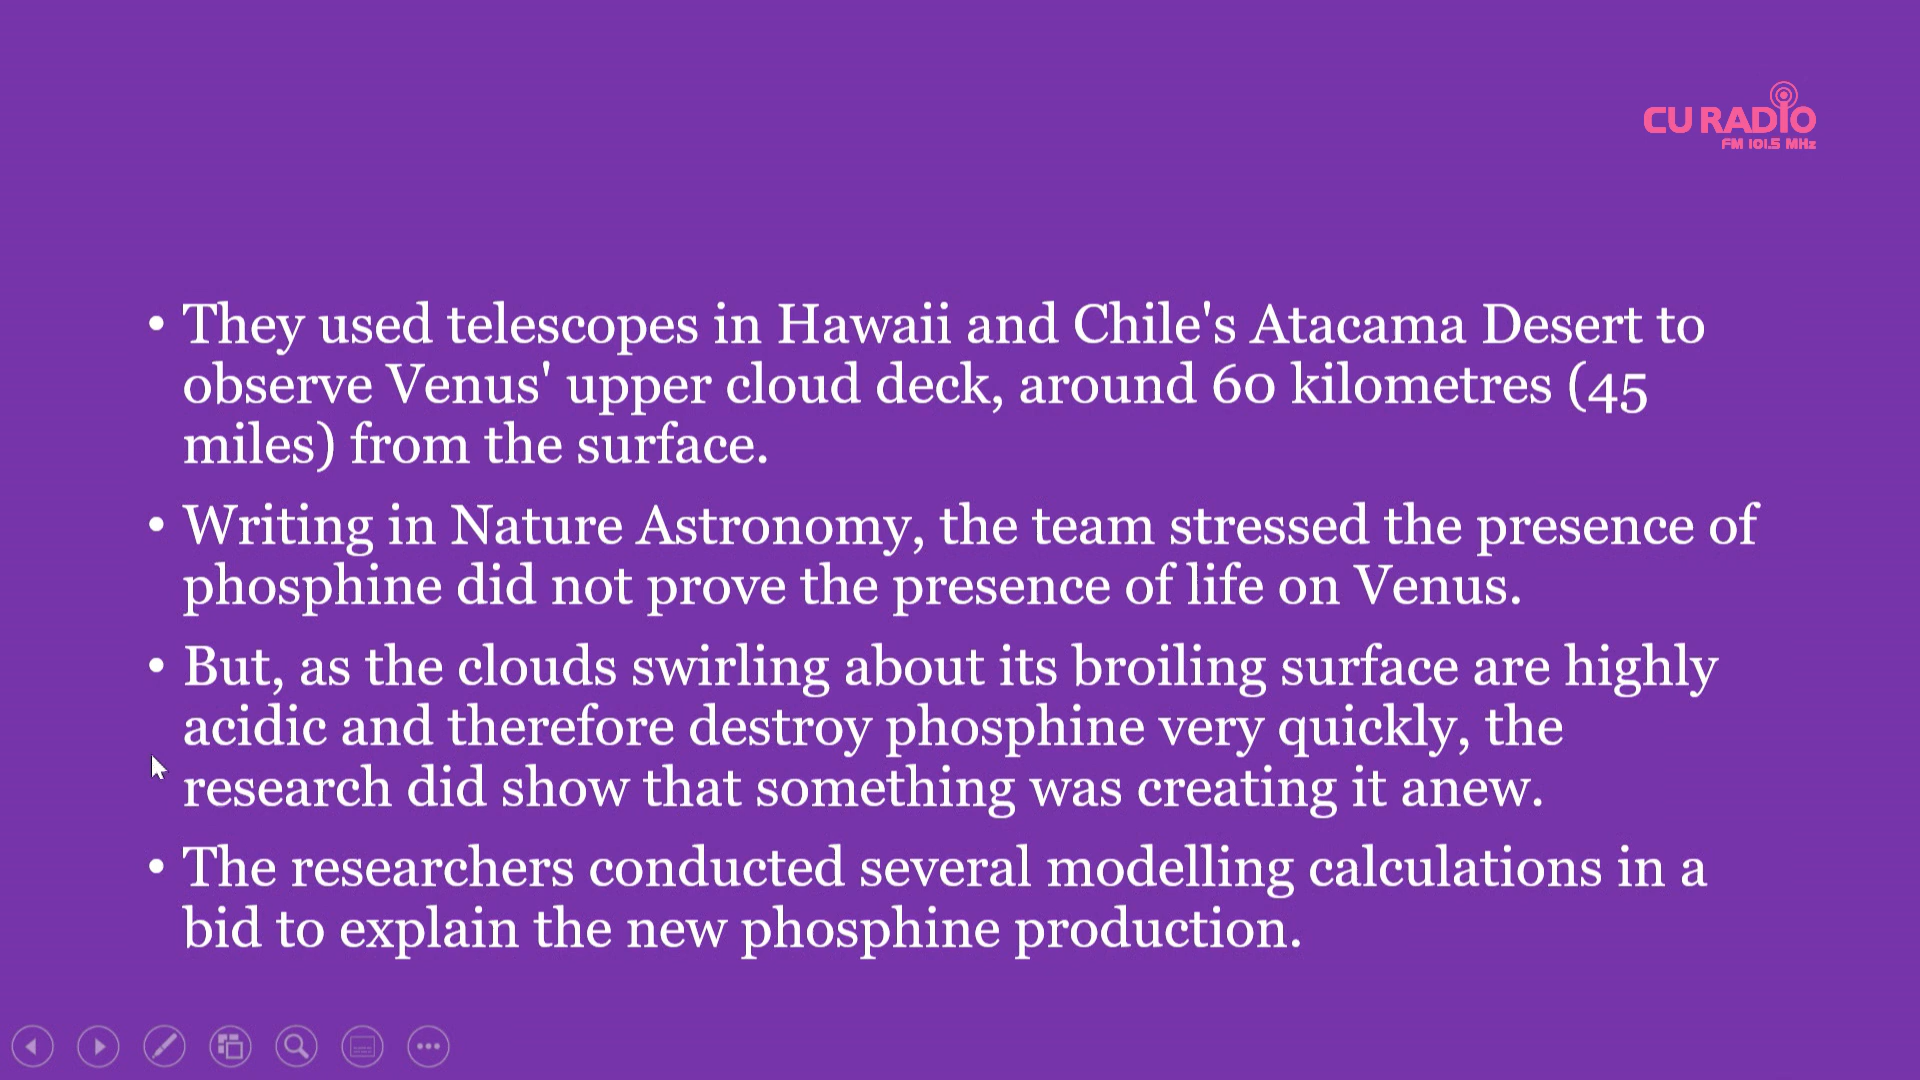 CU RADIO
FM 101.5 MHz
• They used telescopes in Hawaii and Chile's Atacama Desert to
observe Venus' upper cloud deck, around 60 kilometres (45
miles) from the surface.
• Writing in Nature Astronomy, the team stressed the presence of
phosphine did not prove the presence of life on Venus.
• But, as the clouds swirling about its broiling surface are highly
acidic and therefore destroy phosphine very quickly, the
research did show that something was creating it anew.
• The researchers conducted several modelling calculations in a
bid to explain the new phosphine production.